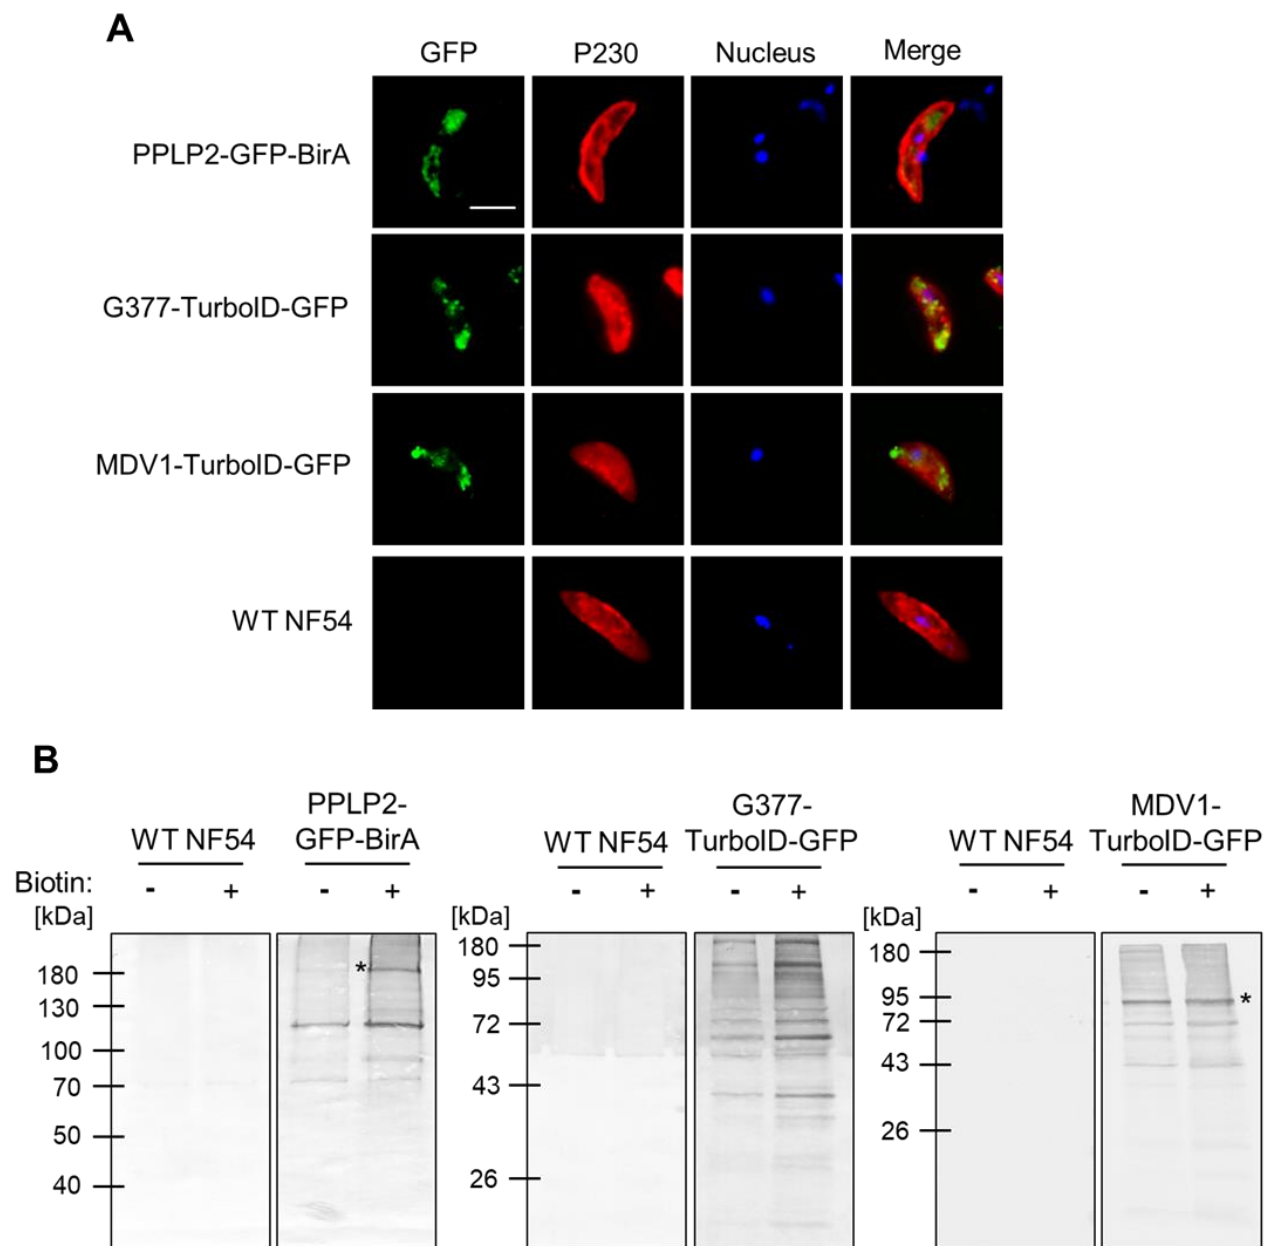 A
GFP P230 Nucleus Merge
PPLP2-GFP-BirA
G377-TurboID-GFP
MDV1-TurboID-GFP
WT NF54
B
WT NF54
PPLP2-
GFP-BirA
WT NF54
G377-
TurboID-GFP
WT NF54
MDV1-
TurboID-GFP
Biotin: - + - + - + - + - + - +
[kDa]
180 *
130
100
70
50
40
[kDa]
180
95
72
43
26
[kDa]
180
95 *
72
43
26